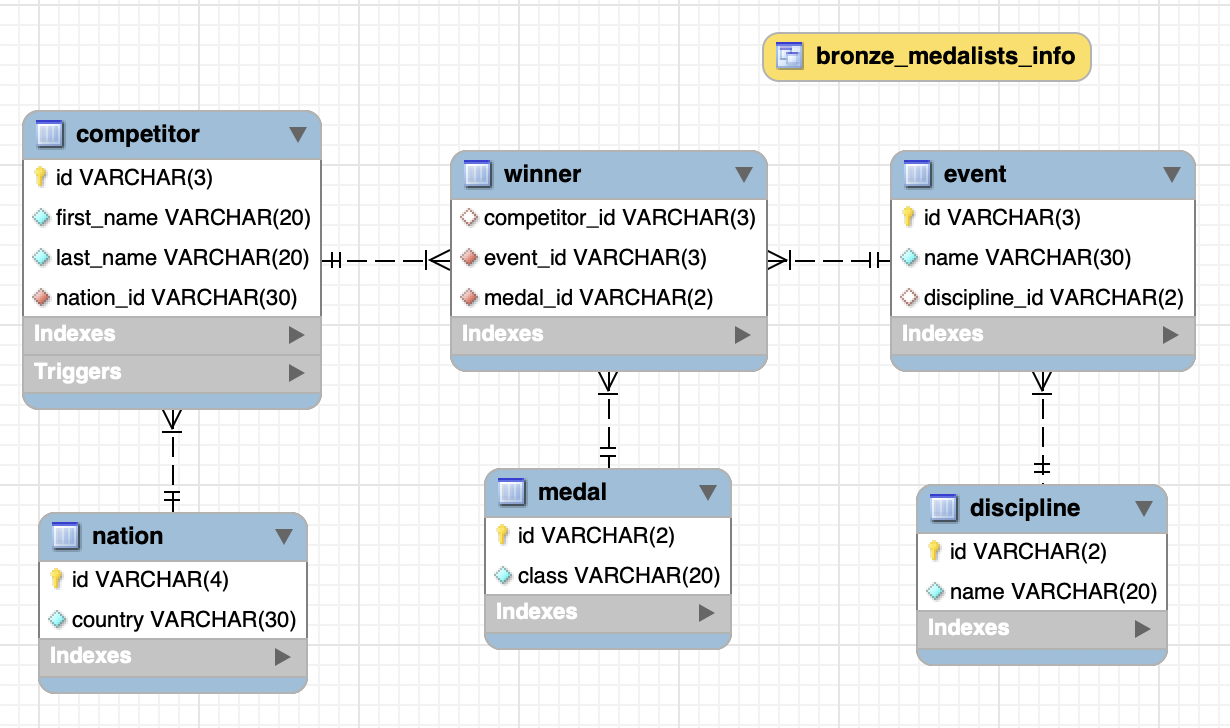 bronze_medalists_info
competitor
id VARCHAR(3)
first_name VARCHAR(20)
last_name VARCHAR(20)
nation_id VARCHAR(30)
Indexes
Triggers
winner
competitor_id VARCHAR(3)
event_id VARCHAR(3)
medal_id VARCHAR(2)
Indexes
event
id VARCHAR(3)
name VARCHAR(30)
discipline_id VARCHAR(2)
Indexes
nation
id VARCHAR(4)
country VARCHAR(30)
Indexes
medal
id VARCHAR(2)
class VARCHAR(20)
Indexes
discipline
id VARCHAR(2)
name VARCHAR(20)
Indexes